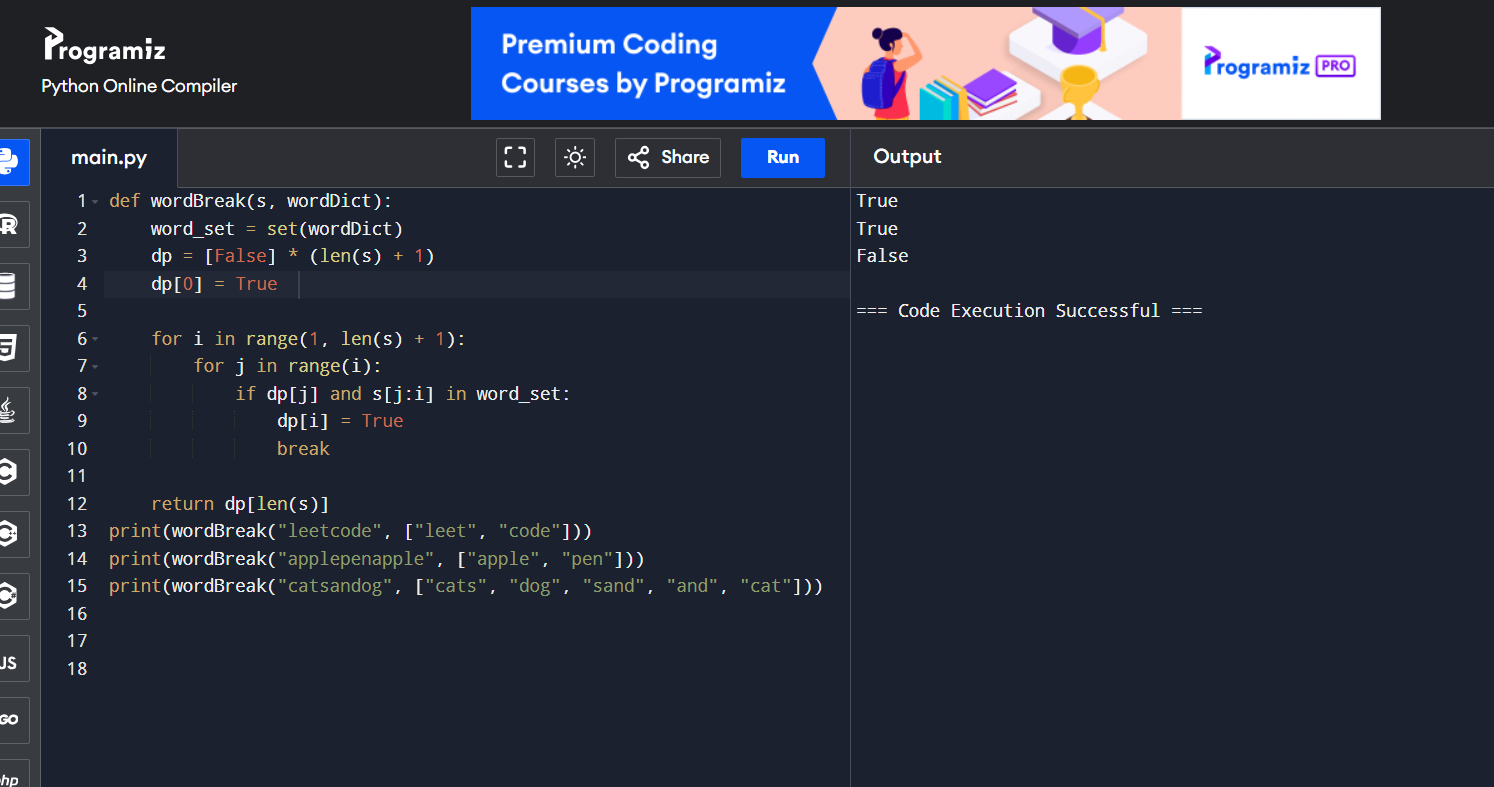 Programiz
Python Online Compiler
Premium Coding
Courses by Programiz
Programiz PRO
main.py
Share
Run
Output
1 def wordBreak(s, wordDict):
2     word_set = set(wordDict)
3     dp = [False] * (len(s) + 1)
4     dp[0] = True
5
6     for i in range(1, len(s) + 1):
7         for j in range(i):
8             if dp[j] and s[j:i] in word_set:
9                 dp[i] = True
10                 break
11
12     return dp[len(s)]
13 print(wordBreak("leetcode", ["leet", "code"]))
14 print(wordBreak("applepenapple", ["apple", "pen"]))
15 print(wordBreak("catsandog", ["cats", "dog", "sand", "and", "cat"]))
16
17
18
True
True
False
=== Code Execution Successful ===
R
5
C
JS
GO
php